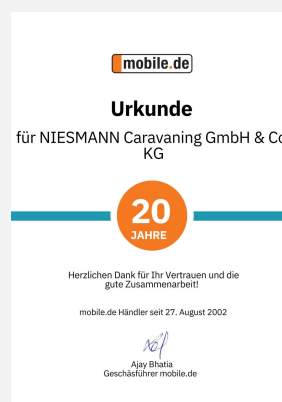 mobile.de
Urkunde
für NIESMANN Caravaning GmbH & Co
KG
20
JAHRE
Herzlichen Dank für Ihr Vertrauen und die
gute Zusammenarbeit!
mobile.de Händler seit 27. August 2002
Ajay Bhatia
Geschäsführer mobile.de